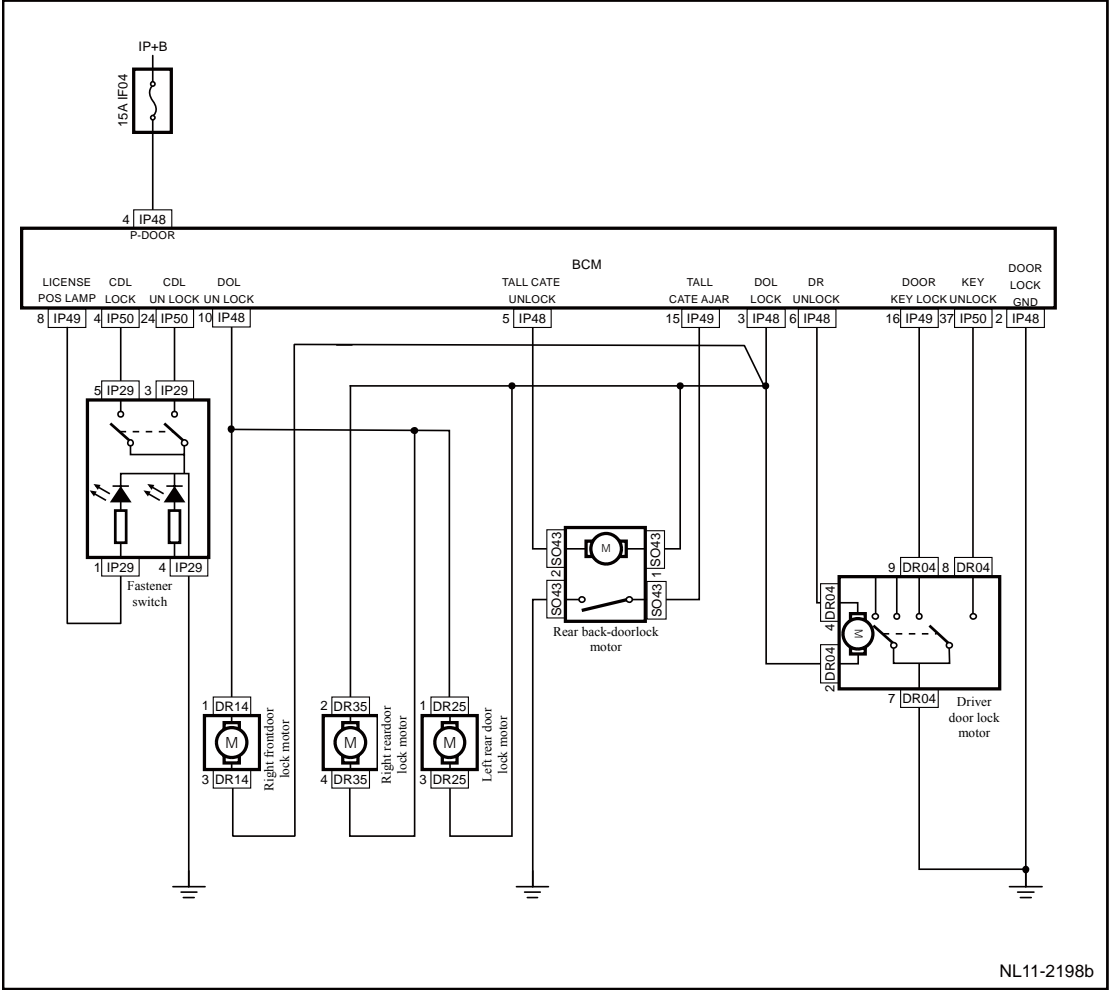 IP+B
15A IF04
4 IP48
P-DOOR
BCM
LICENSE
POS LAMP
CDL
LOCK
CDL
UN LOCK
DOL
UN LOCK
TALL CATE
UNLOCK
TALL
CATE AJAR
DOL
LOCK
DR
UNLOCK
DOOR
KEY LOCK
KEY
UNLOCK
DOOR
LOCK
GND
8 IP49
4 IP50
24 IP50
10 IP48
5 IP48
15 IP49
3 IP48
6 IP48
16 IP49
37 IP50
2 IP48
5 IP29
3 IP29
1 IP29
4 IP29
Fastener
switch
2 SO43
SO43
M
1 SO43
SO43
Rear back-doorlock
motor
9 DR04
8 DR04
4 DR04
M
2 DR04
7 DR04
Driver
door lock
motor
1 DR14
M
3 DR14
Right frontdoor
lock motor
2 DR35
M
4 DR35
Right reardoor
lock motor
1 DR25
M
3 DR25
Left rear door
lock motor
NL11-2198b